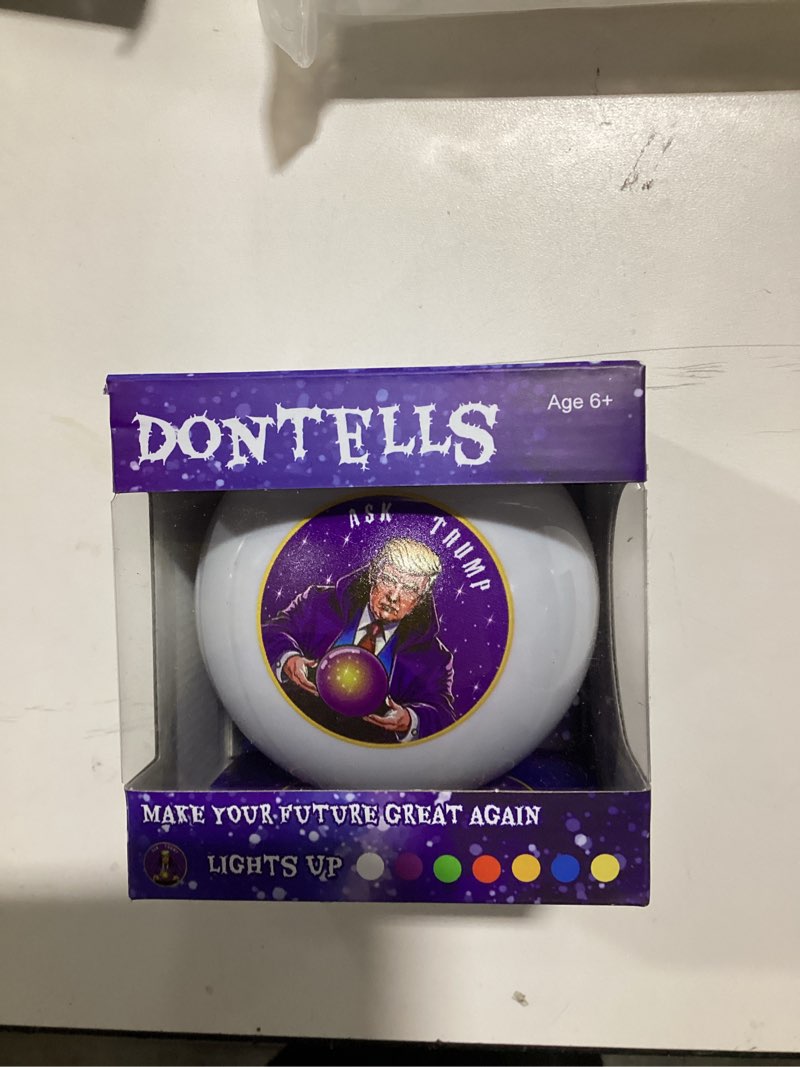 DONTELLS
Age 6+
ASK TRUMP
MAKE YOUR FUTURE GREAT AGAIN
LIGHTS UP